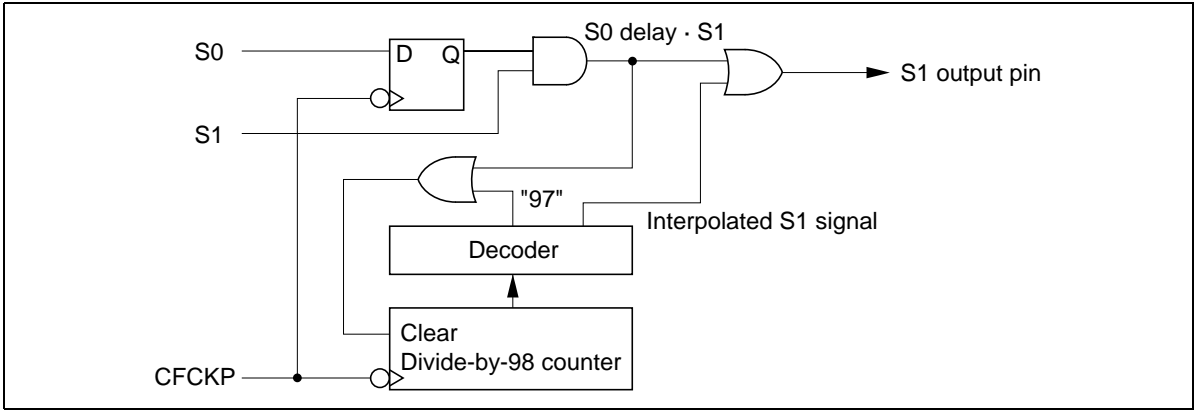 S0 delay · S1
S0
D Q
S1 output pin
S1
"97"
Interpolated S1 signal
Decoder
Clear
Divide-by-98 counter
CFCKP